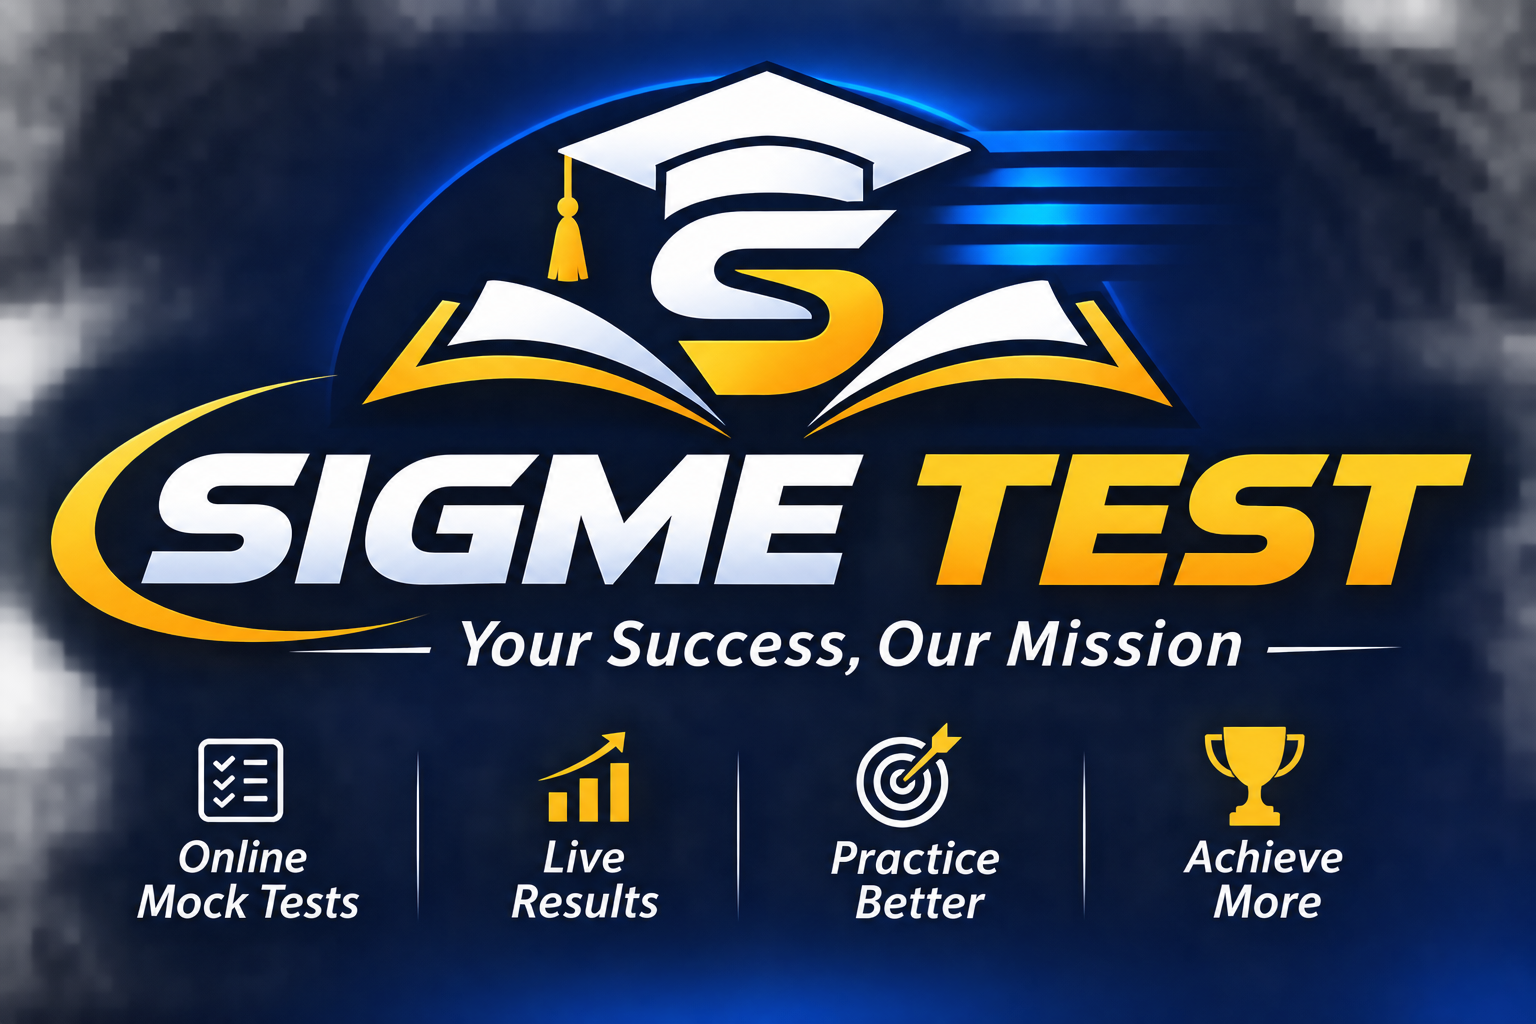 S
SIGME TEST
Your Success, Our Mission
Online
Mock Tests
Live
Results
Practice
Better
Achieve
More